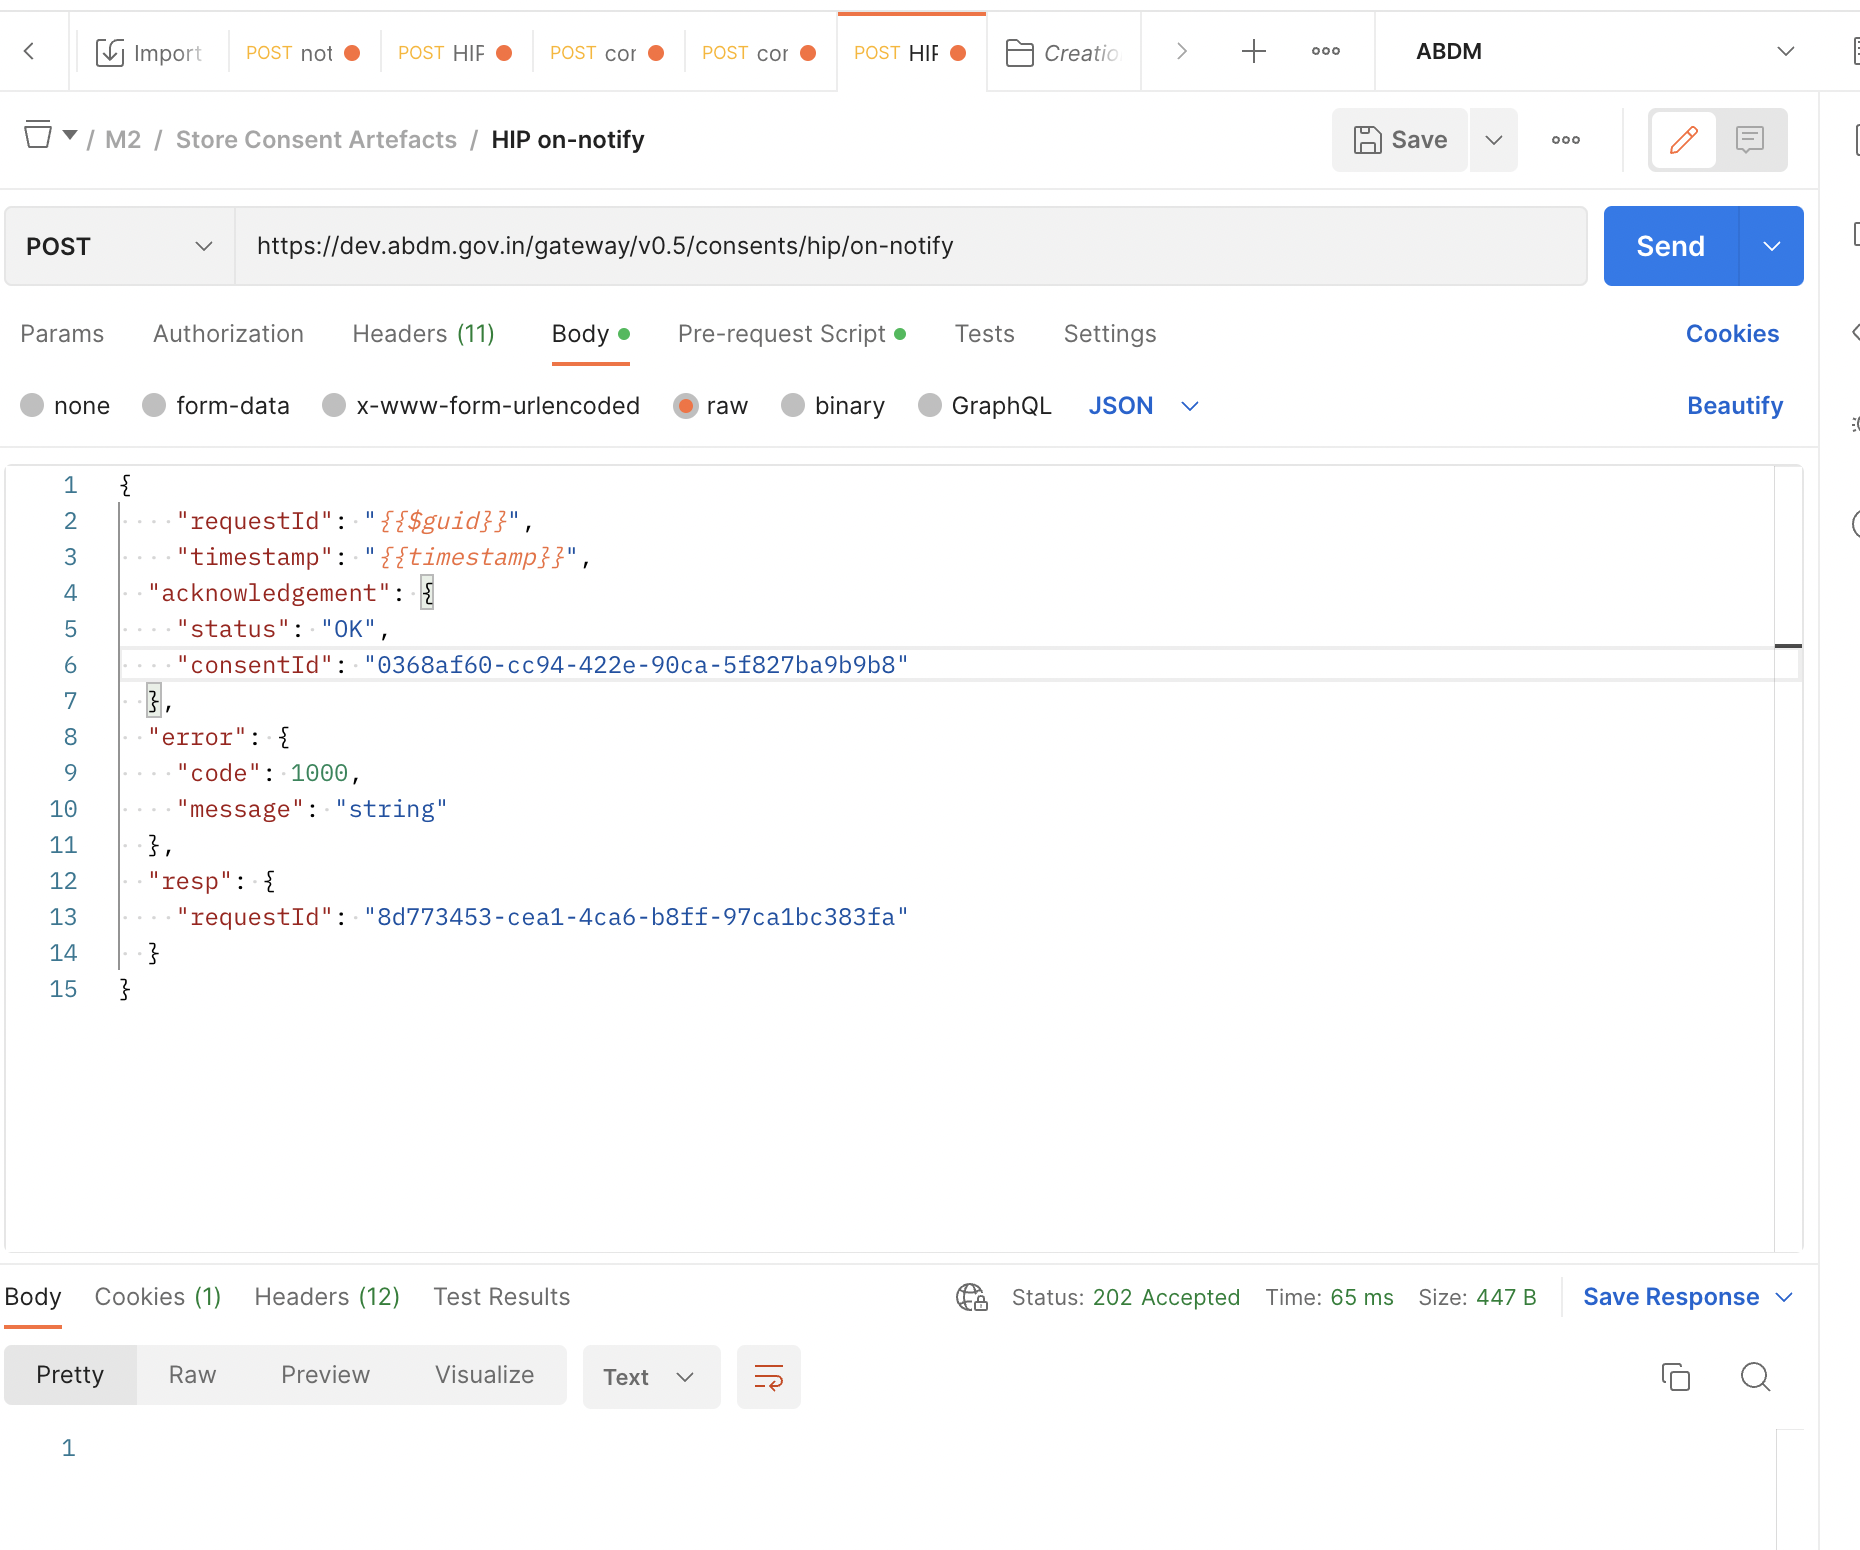 Import POST not POST HIP POST cor POST cor POST HIP Creatio ABDM
/ M2 / Store Consent Artefacts / HIP on-notify Save
POST https://dev.abdm.gov.in/gateway/v0.5/consents/hip/on-notify Send
Params Authorization Headers (11) Body Pre-request Script Tests Settings Cookies
none form-data x-www-form-urlencoded raw binary GraphQL JSON Beautify
1 {
2 "requestId": "{{$guid}}",
3 "timestamp": "{{timestamp}}",
4 "acknowledgement": {
5 "status": "OK",
6 "consentId": "0368af60-cc94-422e-90ca-5f827ba9b9b8"
7 },
8 "error": {
9 "code": 1000,
10 "message": "string"
11 },
12 "resp": {
13 "requestId": "8d773453-cea1-4ca6-b8ff-97ca1bc383fa"
14 }
15 }
Body Cookies (1) Headers (12) Test Results Status: 202 Accepted Time: 65 ms Size: 447 B Save Response
Pretty Raw Preview Visualize Text
1